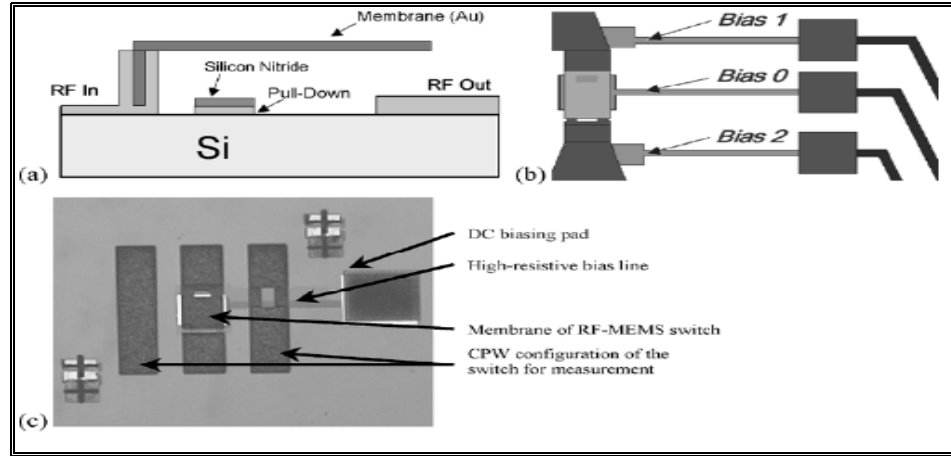 Membrane (Au)
Silicon Nitride
Pull-Down
RF In
RF Out
Si
(a)
Bias 1
Bias 0
Bias 2
(b)
DC biasing pad
High-resistive bias line
Membrane of RF-MEMS switch
CPW configuration of the
switch for measurement
(c)